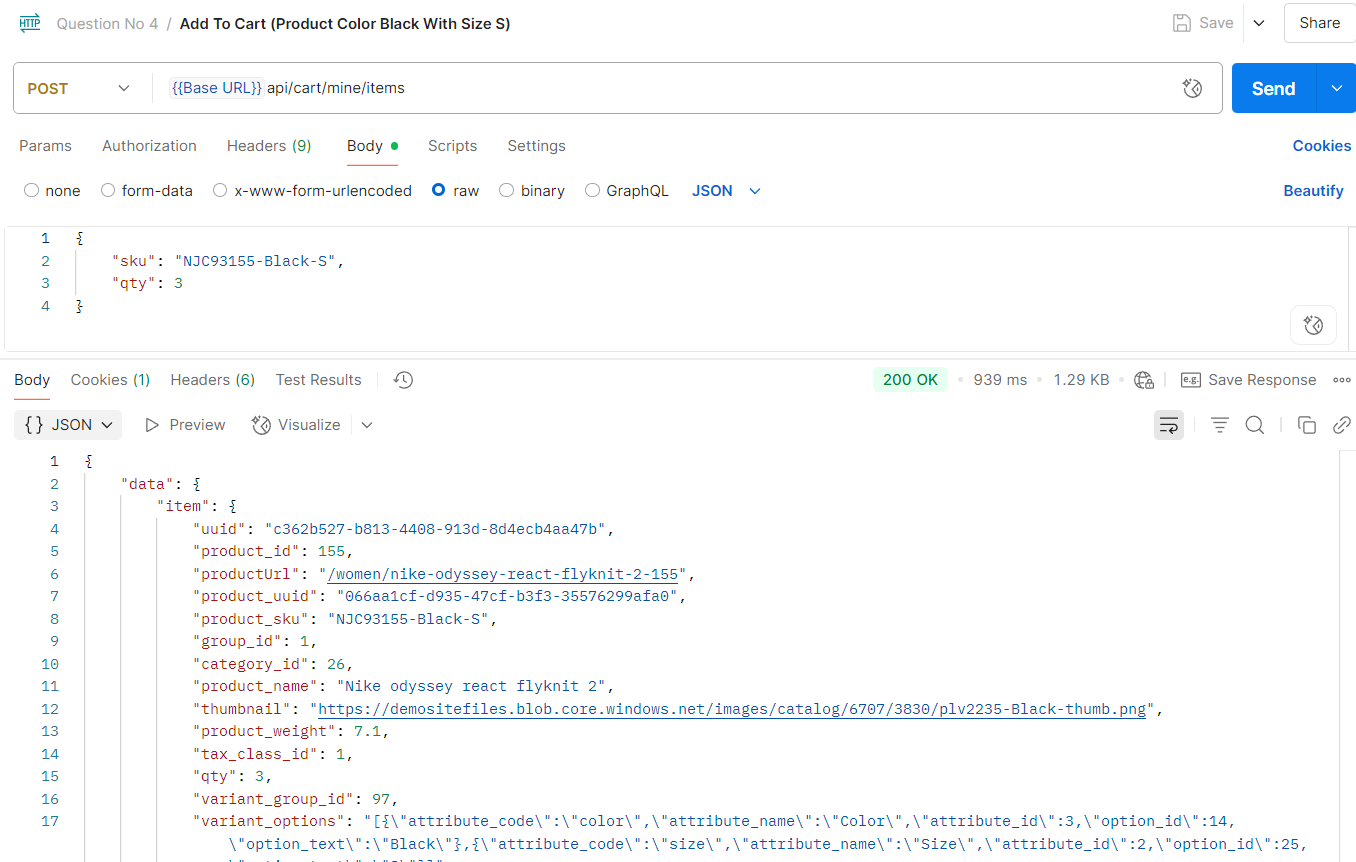 HTTP Question No 4 / Add To Cart (Product Color Black With Size S) Save Share
POST {{Base URL}} api/cart/mine/items Send
Params Authorization Headers (9) Body Scripts Settings Cookies
none form-data x-www-form-urlencoded raw binary GraphQL JSON Beautify
1 {
2 "sku": "NJC93155-Black-S",
3 "qty": 3
4 }
Body Cookies (1) Headers (6) Test Results 200 OK 939 ms 1.29 KB e.g. Save Response
{} JSON Preview Visualize
1 {
2 "data": {
3 "item": {
4 "uuid": "c362b527-b813-4408-913d-8d4ecb4aa47b",
5 "product_id": 155,
6 "productUrl": "/women/nike-odyssey-react-flyknit-2-155",
7 "product_uuid": "066aa1cf-d935-47cf-b3f3-35576299afa0",
8 "product_sku": "NJC93155-Black-S",
9 "group_id": 1,
10 "category_id": 26,
11 "product_name": "Nike odyssey react flyknit 2",
12 "thumbnail": "https://demositefiles.blob.core.windows.net/images/catalog/6707/3830/plv2235-Black-thumb.png",
13 "product_weight": 7.1,
14 "tax_class_id": 1,
15 "qty": 3,
16 "variant_group_id": 97,
17 "variant_options": "[{\"attribute_code\":\"color\",\"attribute_name\":\"Color\",\"attribute_id\":3,\"option_id\":14,
\"option_text\":\"Black\"},{\"attribute_code\":\"size\",\"attribute_name\":\"Size\",\"attribute_id\":2,\"option_id\":25,